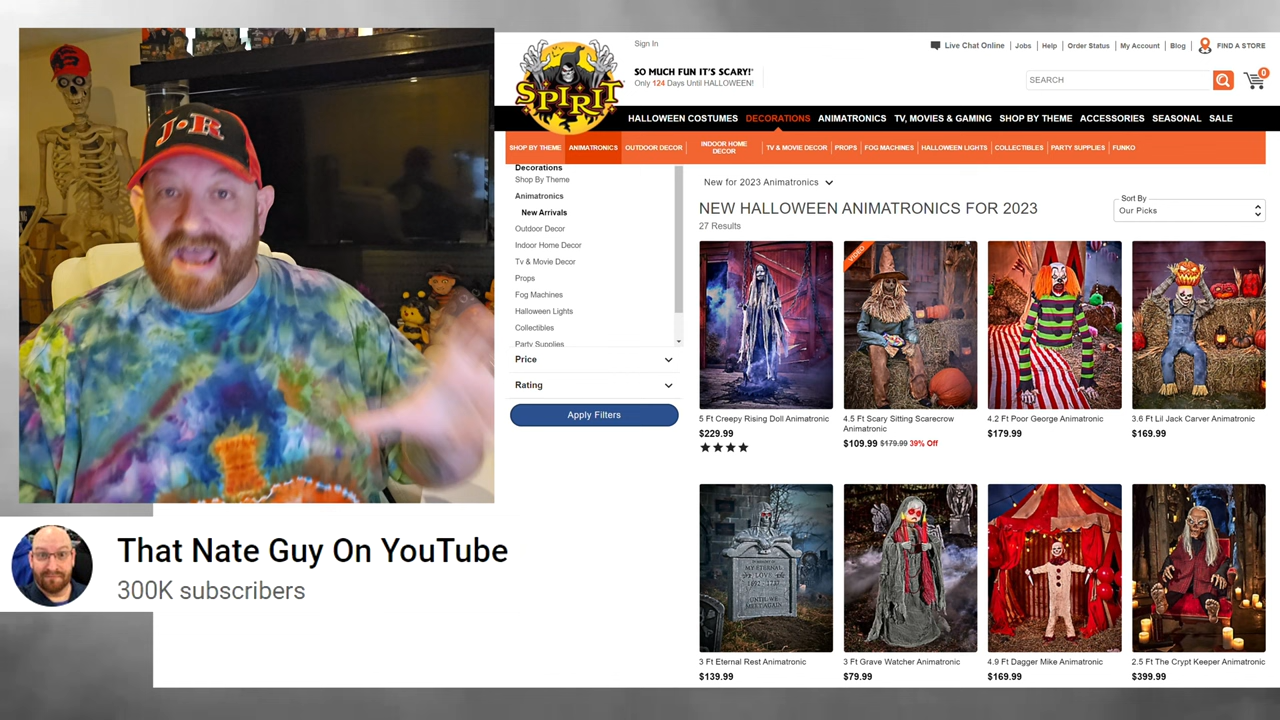 J R
That Nate Guy On YouTube
300K subscribers
SPIRIT
Sign In
SO MUCH FUN IT'S SCARY!®
Only 124 Days Until HALLOWEEN!
Live Chat Online | Jobs | Help | Order Status | My Account | Blog | FIND A STORE
SEARCH
0
HALLOWEEN COSTUMES DECORATIONS ANIMATRONICS TV, MOVIES & GAMING SHOP BY THEME ACCESSORIES SEASONAL SALE
SHOP BY THEME ANIMATRONICS OUTDOOR DECOR INDOOR HOME DECOR TV & MOVIE DECOR PROPS FOG MACHINES HALLOWEEN LIGHTS COLLECTIBLES PARTY SUPPLIES FUNKO
Decorations
Shop By Theme
Animatronics
New Arrivals
Outdoor Decor
Indoor Home Decor
Tv & Movie Decor
Props
Fog Machines
Halloween Lights
Collectibles
Party Supplies
Price
Rating
Apply Filters
New for 2023 Animatronics
NEW HALLOWEEN ANIMATRONICS FOR 2023
27 Results
Sort By
Our Picks
VIDEO
5 Ft Creepy Rising Doll Animatronic
$229.99
4.5 Ft Scary Sitting Scarecrow
Animatronic
$109.99 $179.99 39% Off
4.2 Ft Poor George Animatronic
$179.99
3.6 Ft Lil Jack Carver Animatronic
$169.99
MY ETERNAL
LOVE
UNTIL WE
MEET AGAIN
3 Ft Eternal Rest Animatronic
$139.99
3 Ft Grave Watcher Animatronic
$79.99
4.9 Ft Dagger Mike Animatronic
$169.99
2.5 Ft The Crypt Keeper Animatronic
$399.99